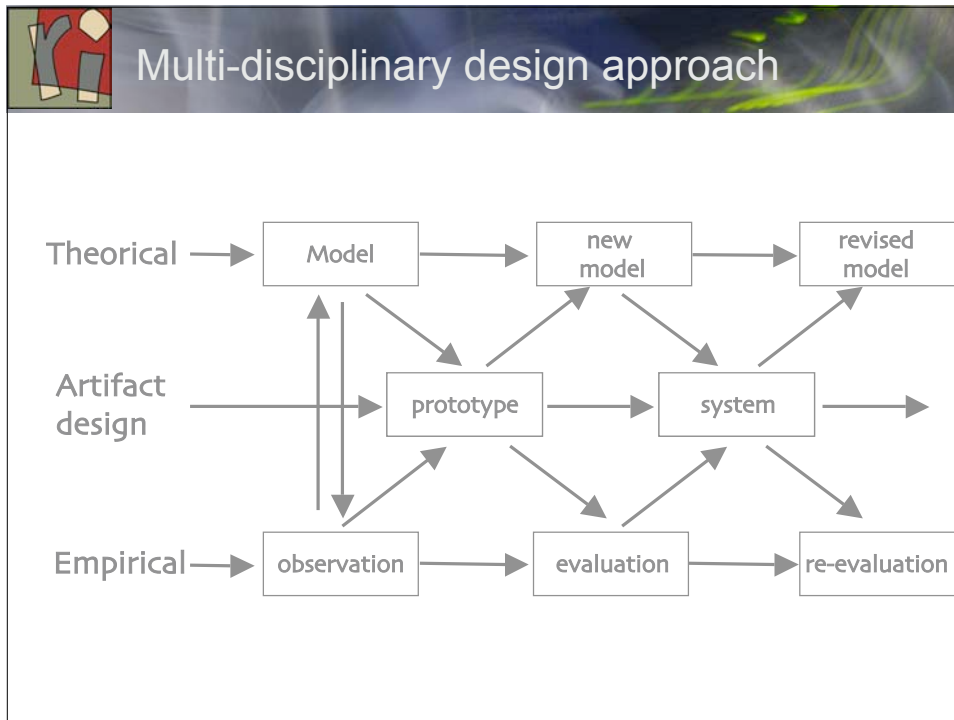 ri
Multi-disciplinary design approach
Theorical
Model
new
model
revised
model
Artifact
design
prototype
system
Empirical
observation
evaluation
re-evaluation